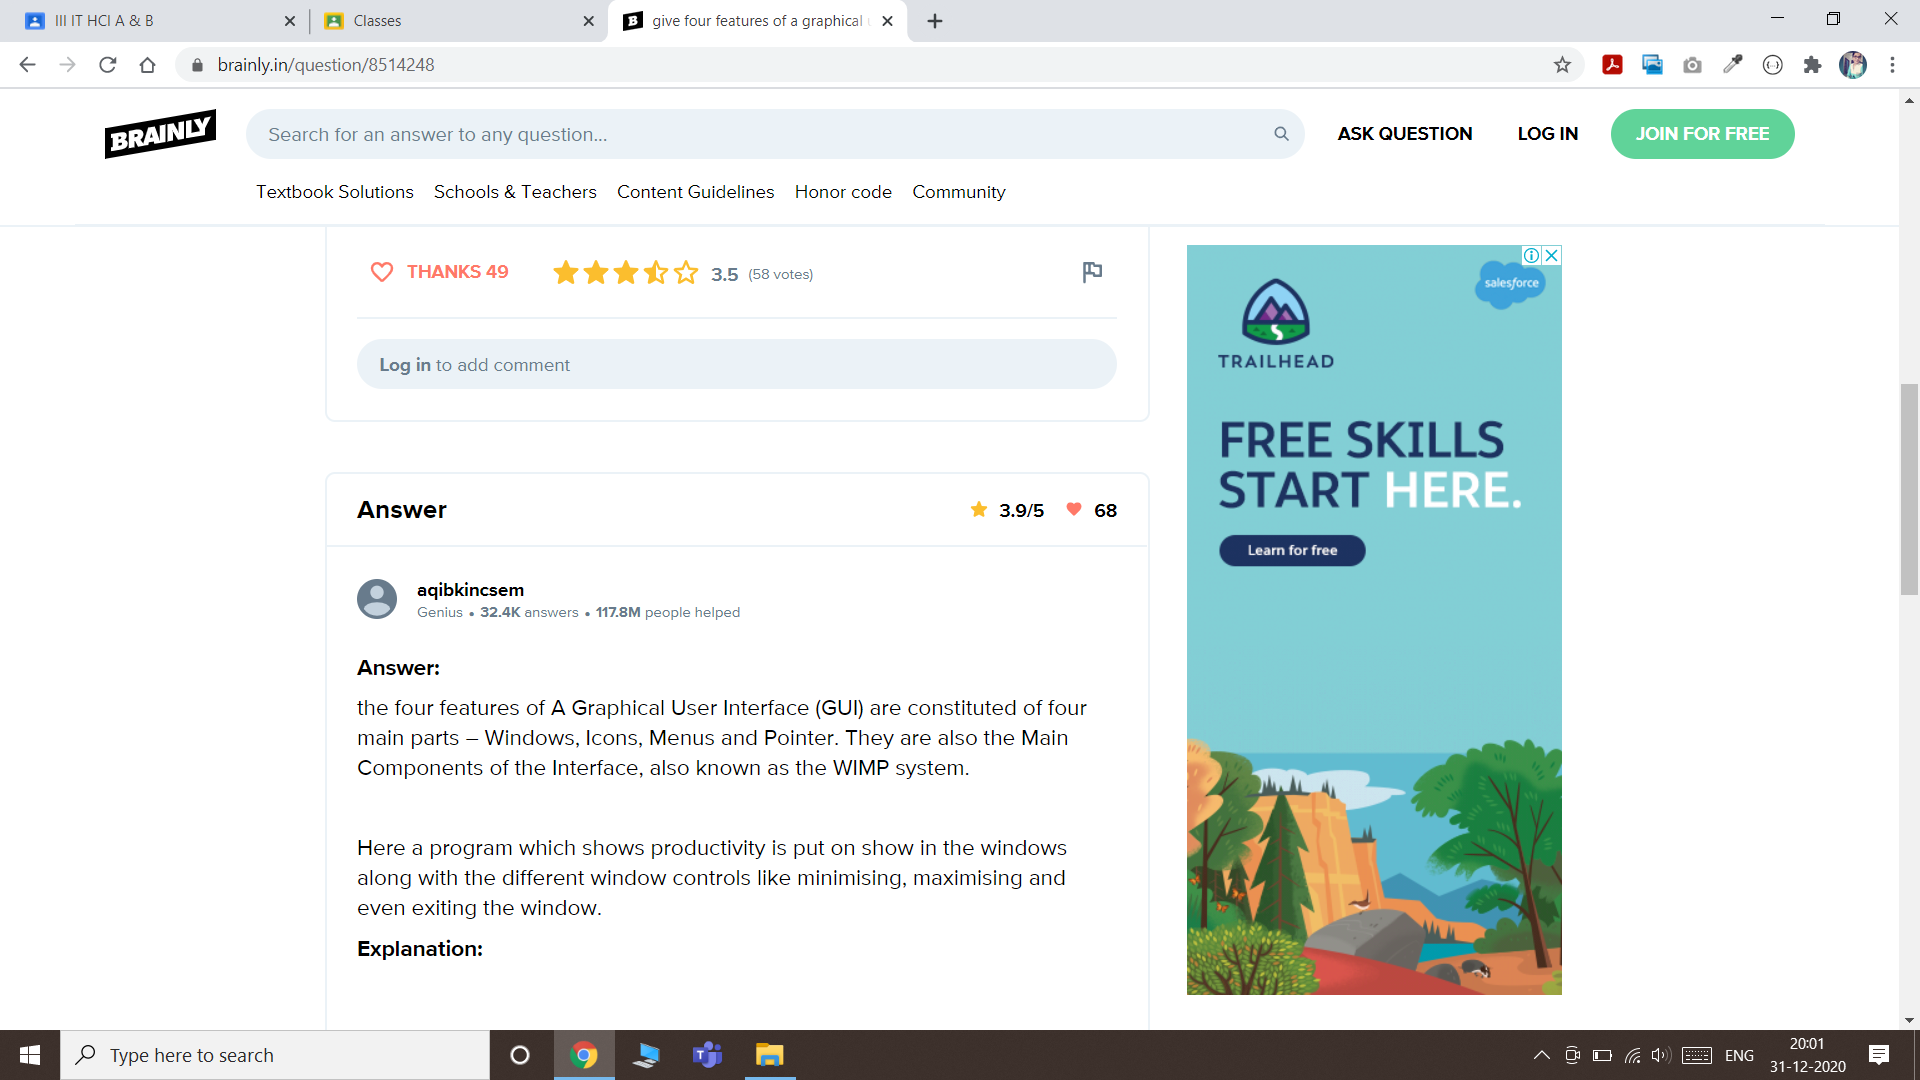 III IT HCI A & B
Classes
give four features of a graphical
brainly.in/question/8514248
BRAINLY
Search for an answer to any question...
ASK QUESTION
LOG IN
JOIN FOR FREE
Textbook Solutions
Schools & Teachers
Content Guidelines
Honor code
Community
THANKS 49
3.5 (58 votes)
Log in to add comment
salesforce
TRAILHEAD
FREE SKILLS
START HERE.
Learn for free
Answer
3.9/5
68
aqibkincsem
Genius • 32.4K answers • 117.8M people helped
Answer:
the four features of A Graphical User Interface (GUI) are constituted of four
main parts – Windows, Icons, Menus and Pointer. They are also the Main
Components of the Interface, also known as the WIMP system.
Here a program which shows productivity is put on show in the windows
along with the different window controls like minimising, maximising and
even exiting the window.
Explanation:
Type here to search
ENG
20:01
31-12-2020